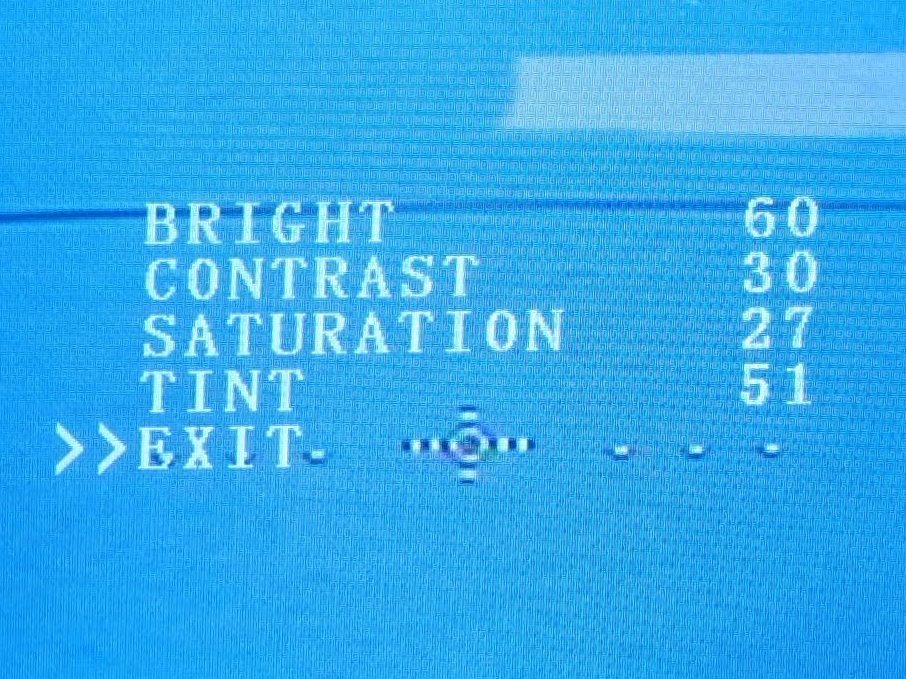 BRIGHT 60
CONTRAST 30
SATURATION 27
TINT 51
>>EXIT